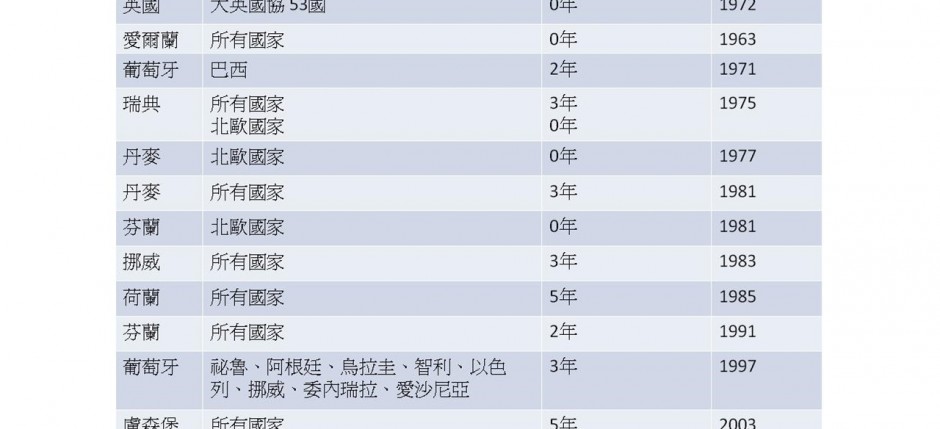 英國 大英國協 53國 0年 1972
愛爾蘭 所有國家 0年 1963
葡萄牙 巴西 2年 1971
瑞典 所有國家 3年 1975
北歐國家 0年
丹麥 北歐國家 0年 1977
丹麥 所有國家 3年 1981
芬蘭 北歐國家 0年 1981
挪威 所有國家 3年 1983
荷蘭 所有國家 5年 1985
芬蘭 所有國家 2年 1991
葡萄牙 祕魯、阿根廷、烏拉圭、智利、以色 3年 1997
列、挪威、委內瑞拉、愛沙尼亞
盧森堡 所有國家 5年 2003